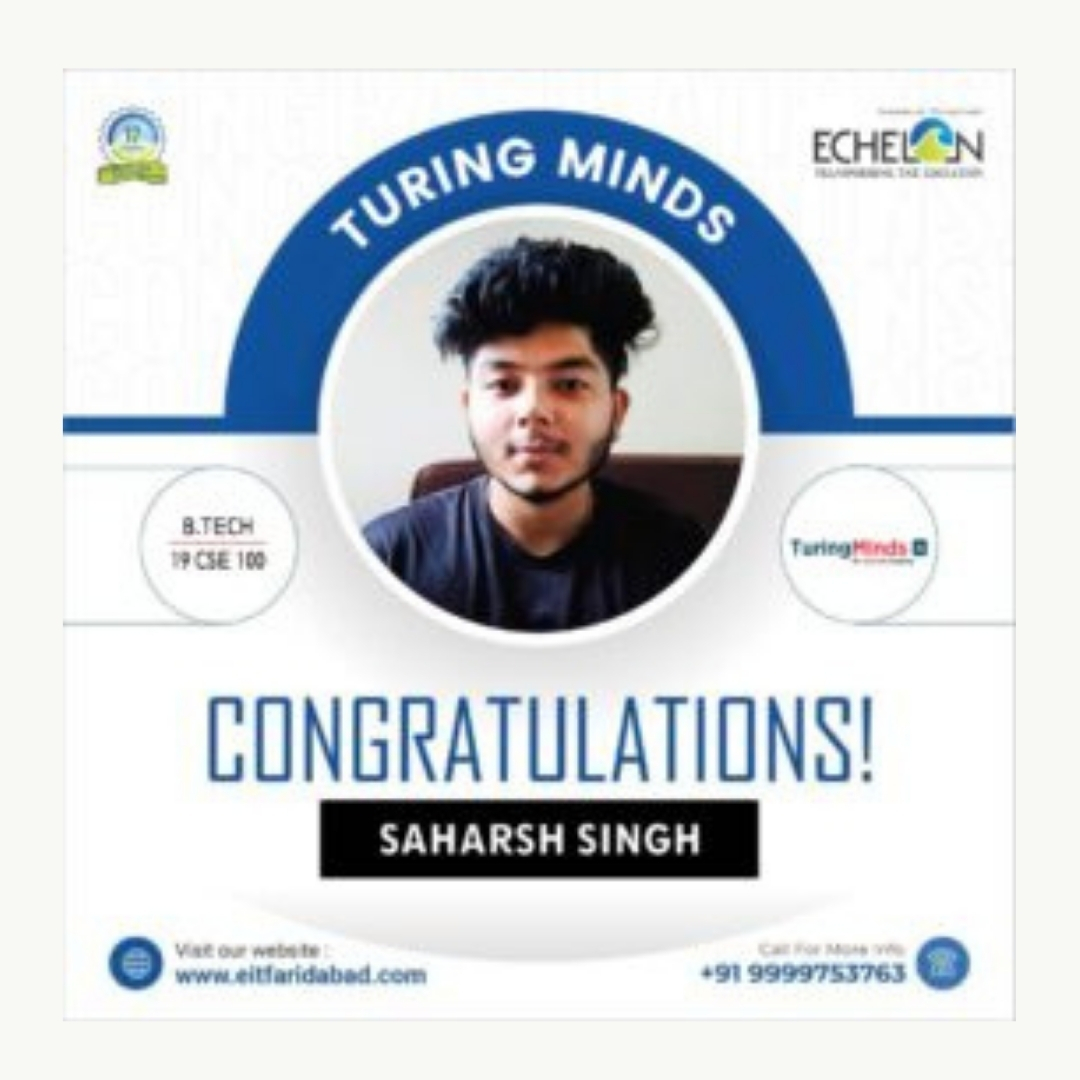 17
ECHELON
TURING MINDS
B.TECH
19 CSE 100
TuringMinds
CONGRATULATIONS!
SAHARSH SINGH
Visit our website :
www.eitfaridabad.com
Call For More Info
+91 9999753763